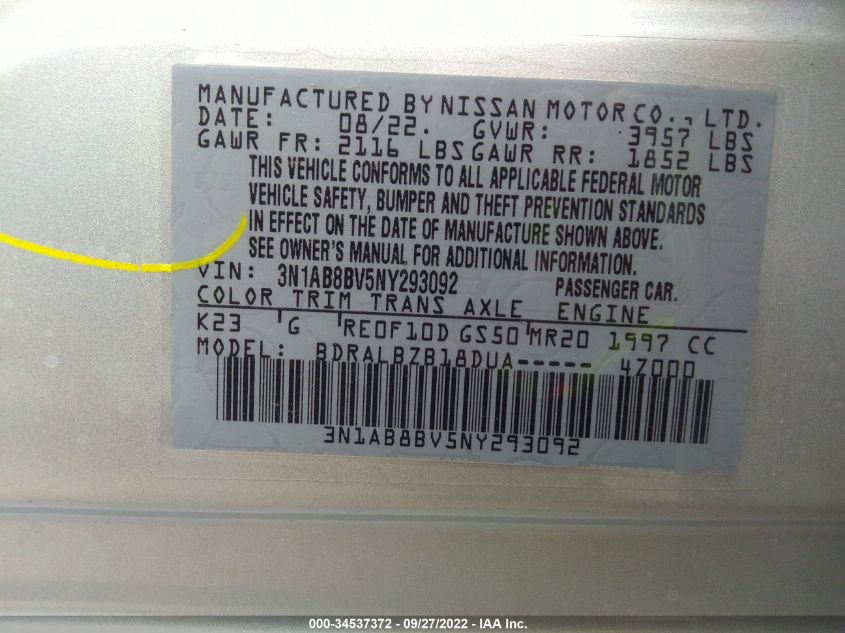 MANUFACTURED BY NISSAN MOTOR CO., LTD.
DATE: 08/22. GVWR: 3957 LBS
GAWR FR: 2116 LBS GAWR RR: 1852 LBS
THIS VEHICLE CONFORMS TO ALL APPLICABLE FEDERAL MOTOR
VEHICLE SAFETY, BUMPER AND THEFT PREVENTION STANDARDS
IN EFFECT ON THE DATE OF MANUFACTURE SHOWN ABOVE.
SEE OWNER'S MANUAL FOR ADDITIONAL INFORMATION.
VIN: 3N1AB8BV5NY293092 PASSENGER CAR.
COLOR TRIM TRANS AXLE ENGINE
K23 G RE0F10D GS50 MR20 1997 CC
MODEL: BDRALBZB18DUA----- 4Z000
3N1AB8BV5NY293092
000-34537372 - 09/27/2022 - IAA Inc.